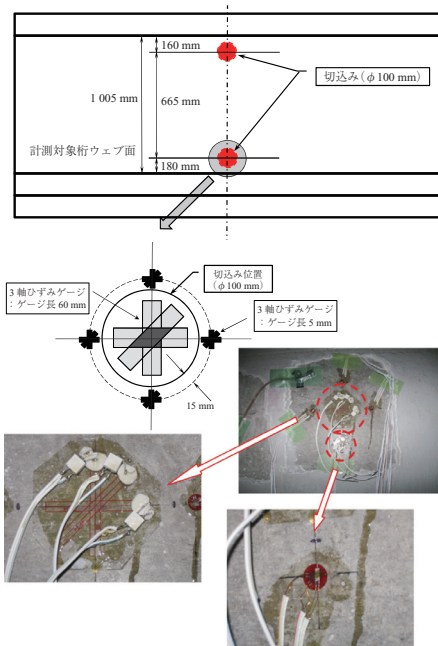 160 mm
切込み(φ 100 mm)
1 005 mm
665 mm
計測対象桁ウェブ面
180 mm
切込み位置
(φ 100mm)
3 軸ひずみゲージ
：ゲージ長 60 mm
3 軸ひずみゲージ
：ゲージ長 5 mm
15 mm